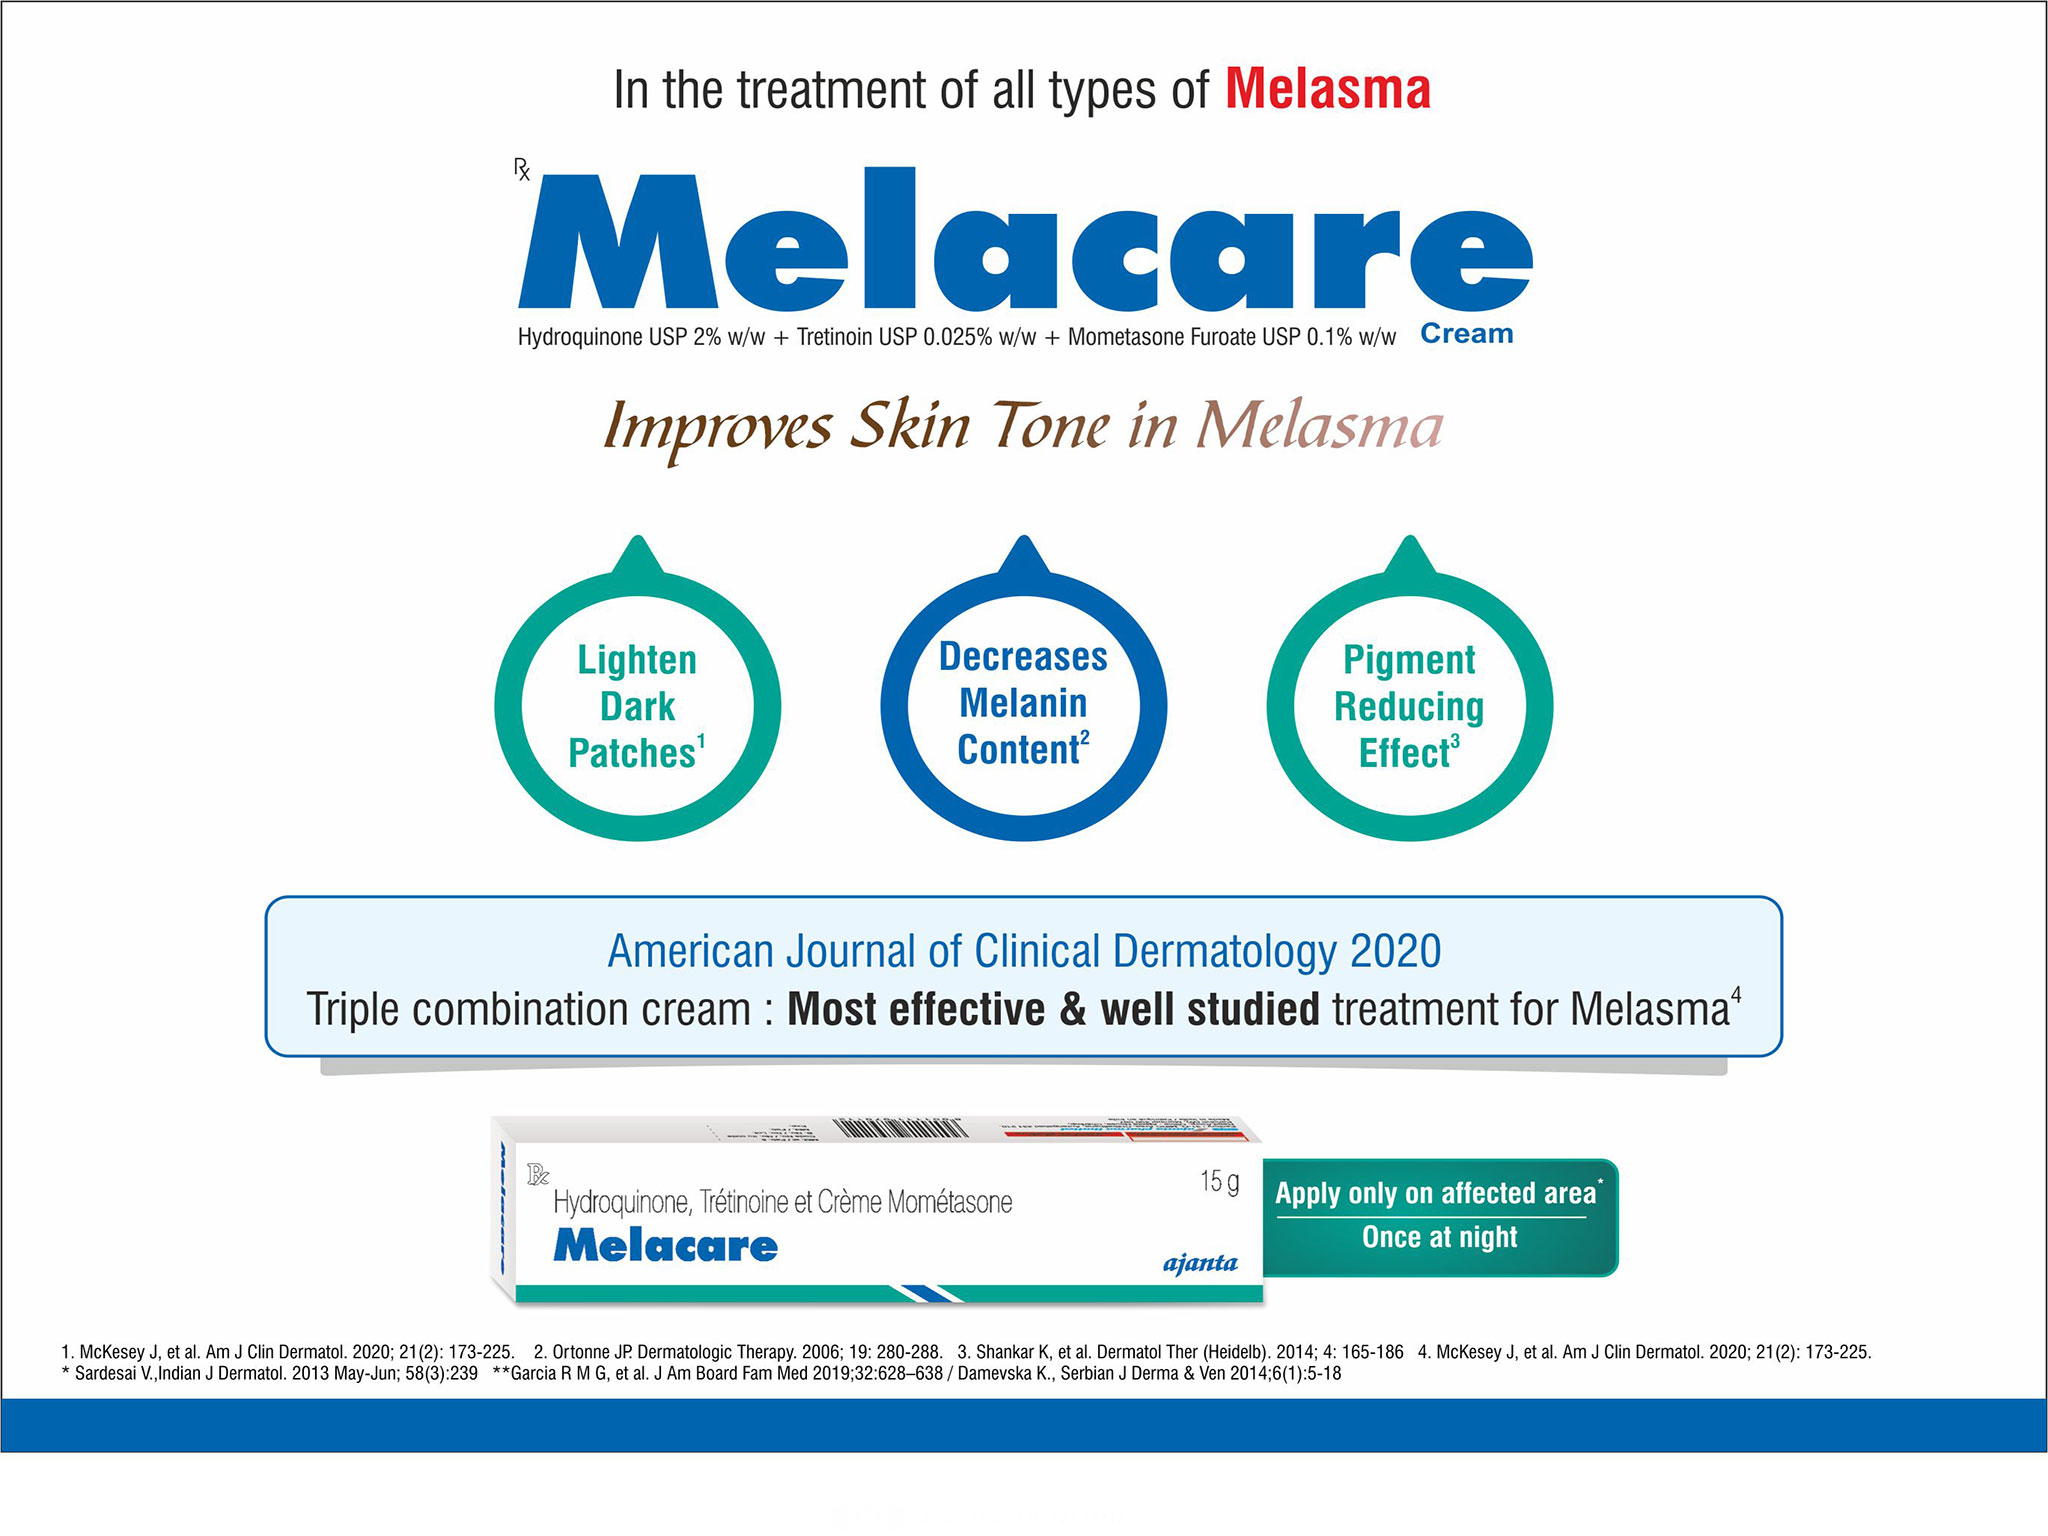 In the treatment of all types of Melasma
Rx
Melacare
Hydroquinone USP 2% w/w + Tretinoin USP 0.025% w/w + Mometasone Furoate USP 0.1% w/w Cream
Improves Skin Tone in Melasma
Lighten
Dark
Patches1
Decreases
Melanin
Content2
Pigment
Reducing
Effect3
American Journal of Clinical Dermatology 2020
Triple combination cream : Most effective & well studied treatment for Melasma4
Melacare
Rx
15 g
Hydroquinone, Trétinoine et Crème Mométasone
Melacare
ajanta
Apply only on affected area*
Once at night
1. McKesey J, et al. Am J Clin Dermatol. 2020; 21(2): 173-225. 2. Ortonne JP. Dermatologic Therapy. 2006; 19: 280-288. 3. Shankar K, et al. Dermatol Ther (Heidelb). 2014; 4: 165-186 4. McKesey J, et al. Am J Clin Dermatol. 2020; 21(2): 173-225.
* Sardesai V.,Indian J Dermatol. 2013 May-Jun; 58(3):239 **Garcia R M G, et al. J Am Board Fam Med 2019;32:628–638 / Damevska K., Serbian J Derma & Ven 2014;6(1):5-18